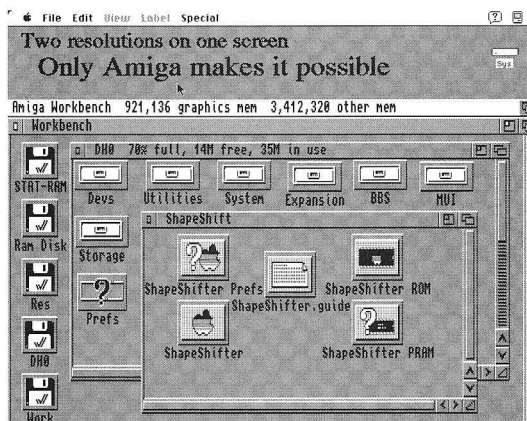 File Edit View Label Special
Two resolutions on one screen
Only Amiga makes it possible
Sys
Amiga Workbench 921,136 graphics mem 3,412,320 other mem
Workbench
DH0 70% full, 14M free, 35M in use
STAT-RAM
Devs Utilities System Expansion BBS MUI
ShapeShift
Ram Disk
Storage
ShapeShifter Prefs ShapeShifter ROM
ShapeShifter.guide
Res
Prefs
ShapeShifter ShapeShifter PRAM
DH0
Work